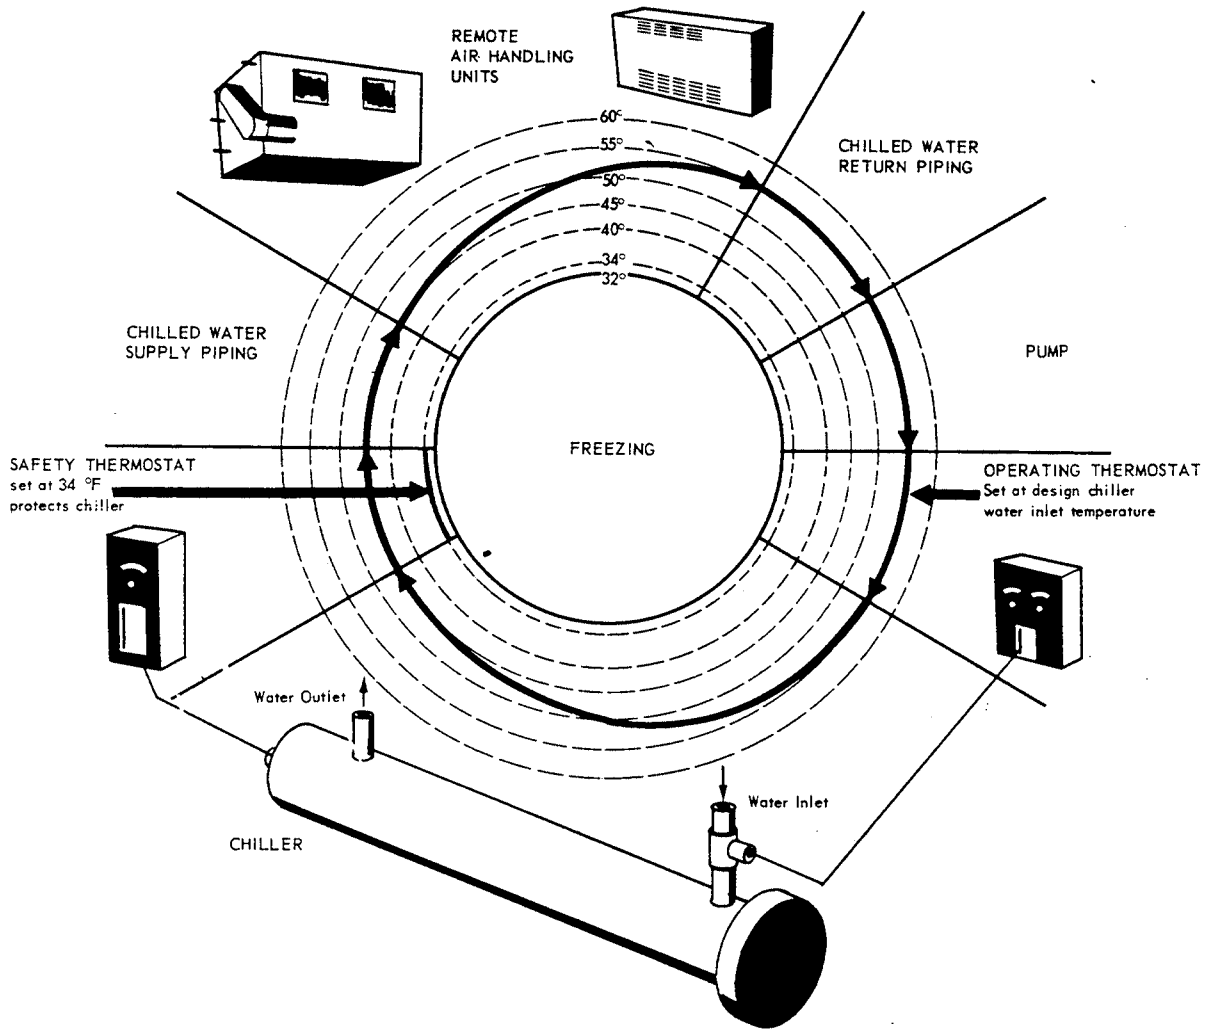 REMOTE
AIR HANDLING
UNITS
60°
55°
50°
45°
40°
34°
32°
CHILLED WATER
RETURN PIPING
CHILLED WATER
SUPPLY PIPING
PUMP
FREEZING
SAFETY THERMOSTAT
set at 34 °F
protects chiller
OPERATING THERMOSTAT
Set at design chiller
water inlet temperature
Water Outlet
Water Inlet
CHILLER